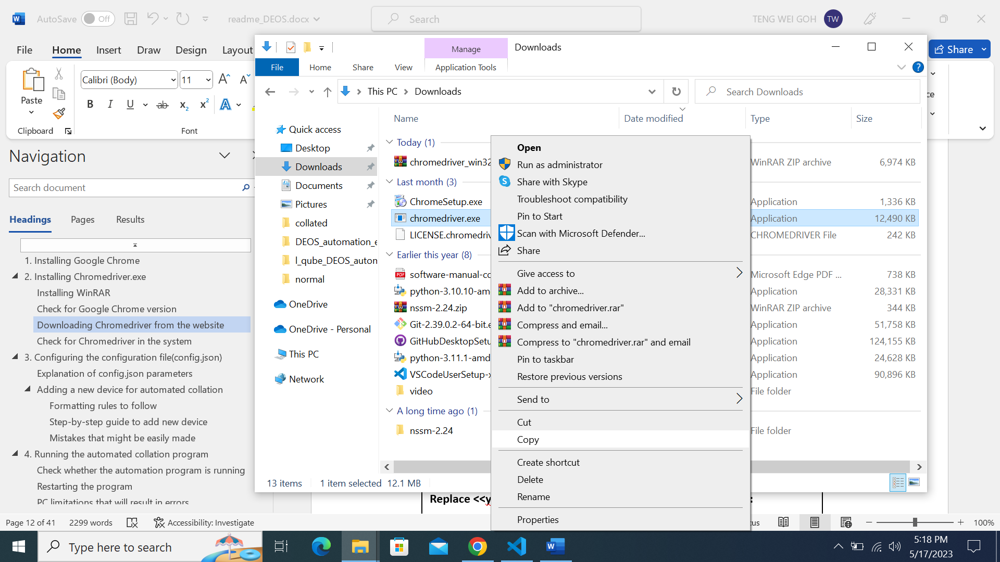 AutoSave Off readme_DEOS.docx Search TENG WEI GOH TW
File Home Insert Draw Design Layout Share
Paste
Clipboard
Calibri (Body) 11
B I U ab x2 x2 A
Font
Navigation
Search document
Headings Pages Results
1. Installing Google Chrome
2. Installing Chromedriver.exe
Installing WinRAR
Check for Google Chrome version
Downloading Chromedriver from the website
Check for Chromedriver in the system
3. Configuring the configuration file(config.json)
Explanation of config.json parameters
Adding a new device for automated collation
Formatting rules to follow
Step-by-step guide to add new device
Mistakes that might be easily made
4. Running the automated collation program
Check whether the automation program is running
Restarting the program
PC limitations that will result in errors
Manage Downloads
File Home Share View Application Tools
This PC Downloads Search Downloads
Quick access
Desktop
Downloads
Documents
Pictures
collated
DEOS_automation_e
l_qube_DEOS_auton
normal
OneDrive
OneDrive - Personal
This PC
Network
Name Date modified Type Size
Today (1)
chromedriver_win32 WinRAR ZIP archive 6,974 KB
Last month (3)
ChromeSetup.exe Application 1,336 KB
chromedriver.exe Application 12,490 KB
LICENSE.chromedriv CHROMEDRIVER File 242 KB
Earlier this year (8)
software-manual-co Microsoft Edge PDF ... 738 KB
python-3.10.10-am Application 28,331 KB
nssm-2.24.zip WinRAR ZIP archive 344 KB
Git-2.39.0.2-64-bit.e Application 51,758 KB
GitHubDesktopSetu Application 124,155 KB
python-3.11.1-amd Application 24,628 KB
VSCodeUserSetup-x Application 90,896 KB
video File folder
A long time ago (1)
nssm-2.24 File folder
13 items 1 item selected 12.1 MB
Open
Run as administrator
Share with Skype
Troubleshoot compatibility
Pin to Start
Scan with Microsoft Defender...
Share
Give access to
Add to archive...
Add to "chromedriver.rar"
Compress and email...
Compress to "chromedriver.rar" and email
Pin to taskbar
Restore previous versions
Send to
Cut
Copy
Create shortcut
Delete
Rename
Properties
Replace <<y :
Page 12 of 41 2299 words Accessibility: Investigate cus 100%
Type here to search 5:18 PM
5/17/2023